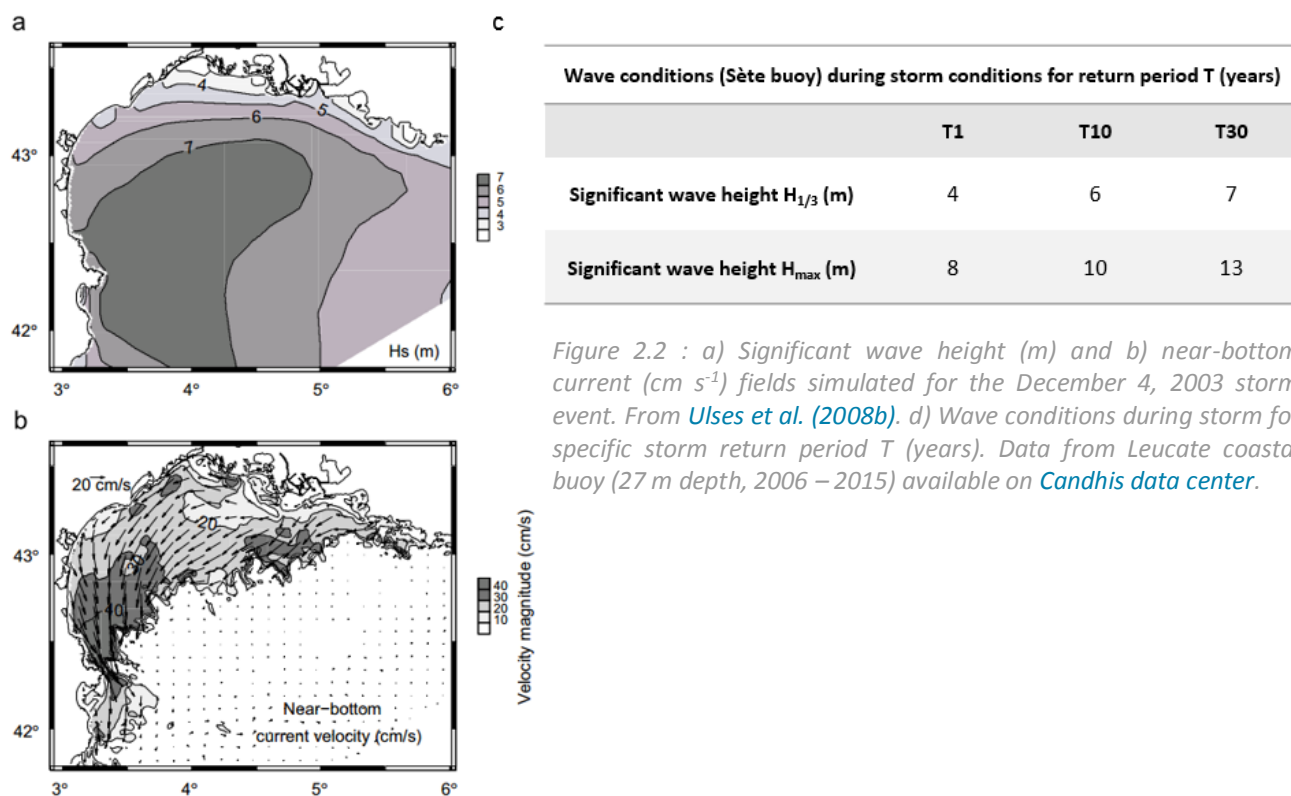 a
4
5
6
7
43°
42°
Hs (m)
3°
4°
5°
6°
7
6
5
4
3
b
20 cm/s
20
40
43°
42°
Near-bottom
current velocity (cm/s)
3°
4°
5°
6°
40
30
20
10
Velocity magnitude (cm/s)
c
Wave conditions (Sète buoy) during storm conditions for return period T (years)
T1 T10 T30
Significant wave height H1/3 (m) 4 6 7
Significant wave height Hmax (m) 8 10 13
Figure 2.2 : a) Significant wave height (m) and b) near-bottom
current (cm s-1) fields simulated for the December 4, 2003 storm
event. From Ulses et al. (2008b). d) Wave conditions during storm fo
specific storm return period T (years). Data from Leucate coasta
buoy (27 m depth, 2006 – 2015) available on Candhis data center.